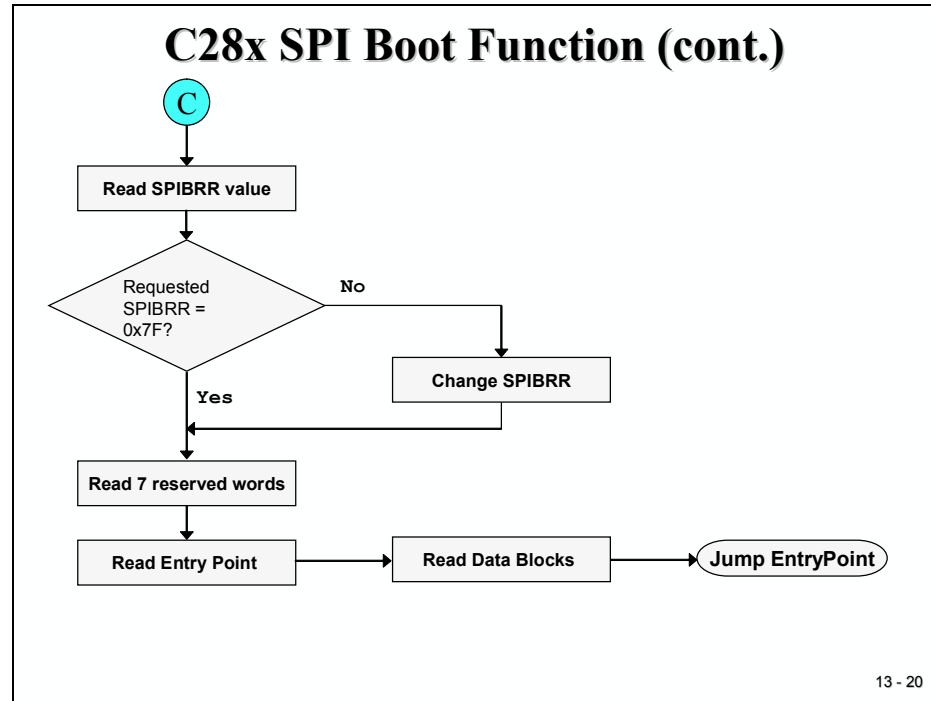 C28x SPI Boot Function (cont.)
C
Read SPIBRR value
Requested
SPIBRR =
0x7F?
No
Change SPIBRR
Yes
Read 7 reserved words
Read Entry Point
Read Data Blocks
Jump EntryPoint
13 - 20